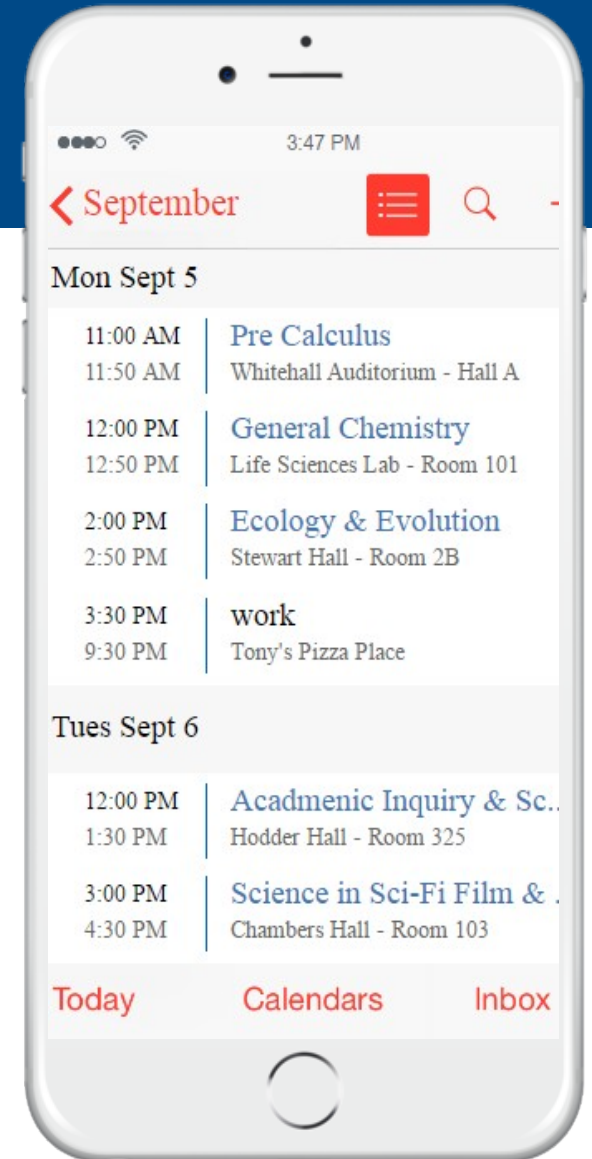 3:47 PM
September
Mon Sept 5
11:00 AM Pre Calculus
11:50 AM Whitehall Auditorium - Hall A
12:00 PM General Chemistry
12:50 PM Life Sciences Lab - Room 101
2:00 PM Ecology & Evolution
2:50 PM Stewart Hall - Room 2B
3:30 PM work
9:30 PM Tony's Pizza Place
Tues Sept 6
12:00 PM Acadmenic Inquiry & Sc..
1:30 PM Hodder Hall - Room 325
3:00 PM Science in Sci-Fi Film & .
4:30 PM Chambers Hall - Room 103
Today Calendars Inbox